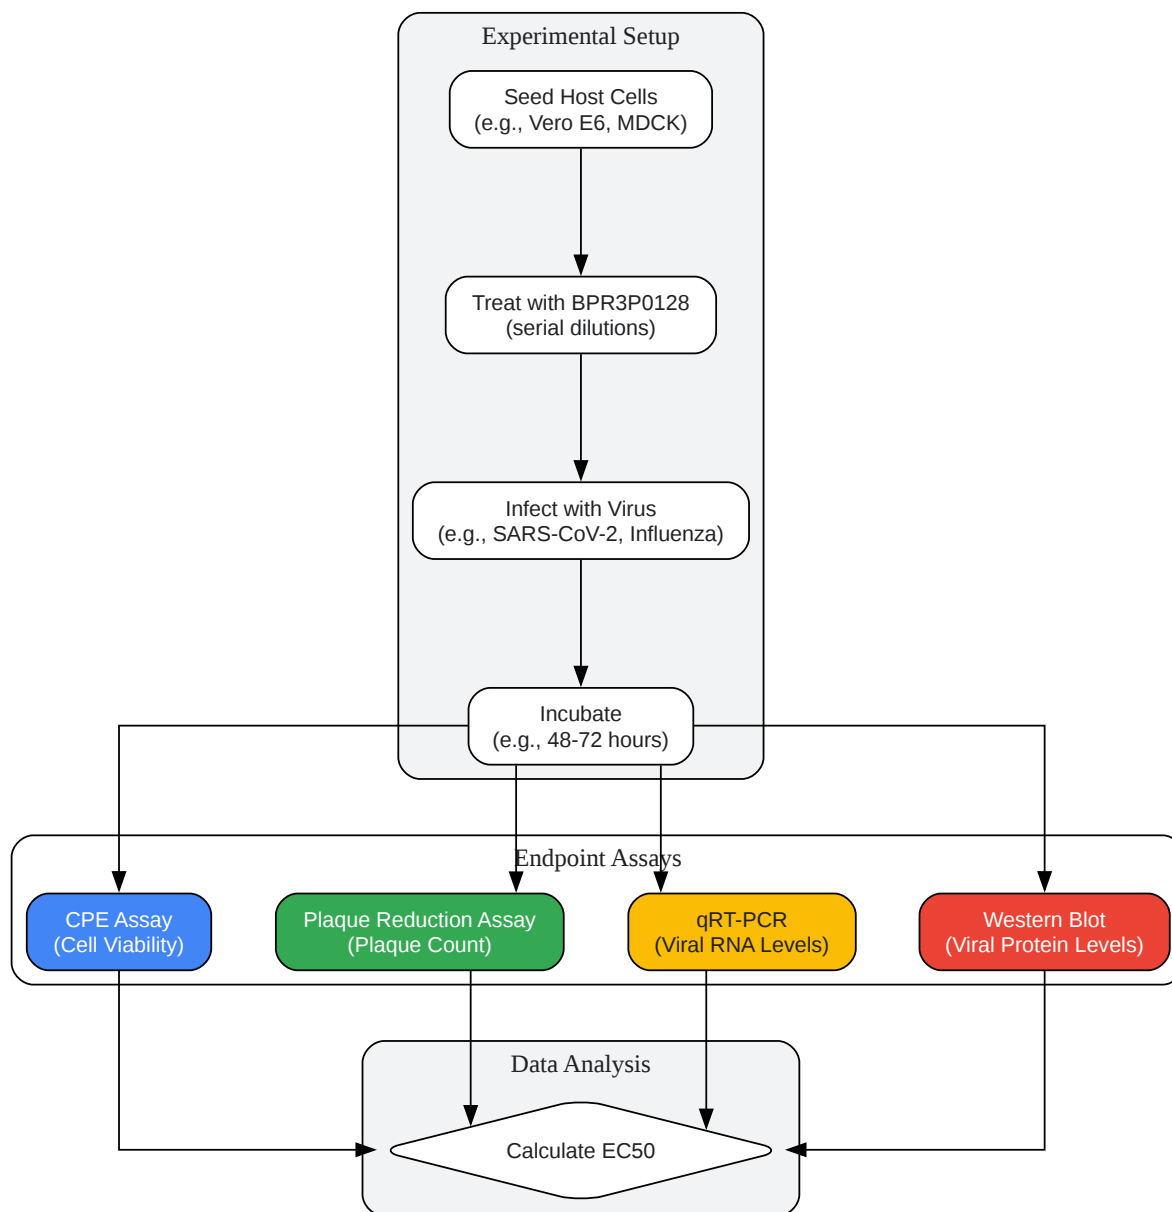 Experimental Setup
Seed Host Cells
(e.g., Vero E6, MDCK)
Treat with BPR3P0128
(serial dilutions)
Infect with Virus
(e.g., SARS-CoV-2, Influenza)
Incubate
(e.g., 48-72 hours)
Endpoint Assays
CPE Assay
(Cell Viability)
Plaque Reduction Assay
(Plaque Count)
qRT-PCR
(Viral RNA Levels)
Western Blot
(Viral Protein Levels)
Data Analysis
Calculate EC50